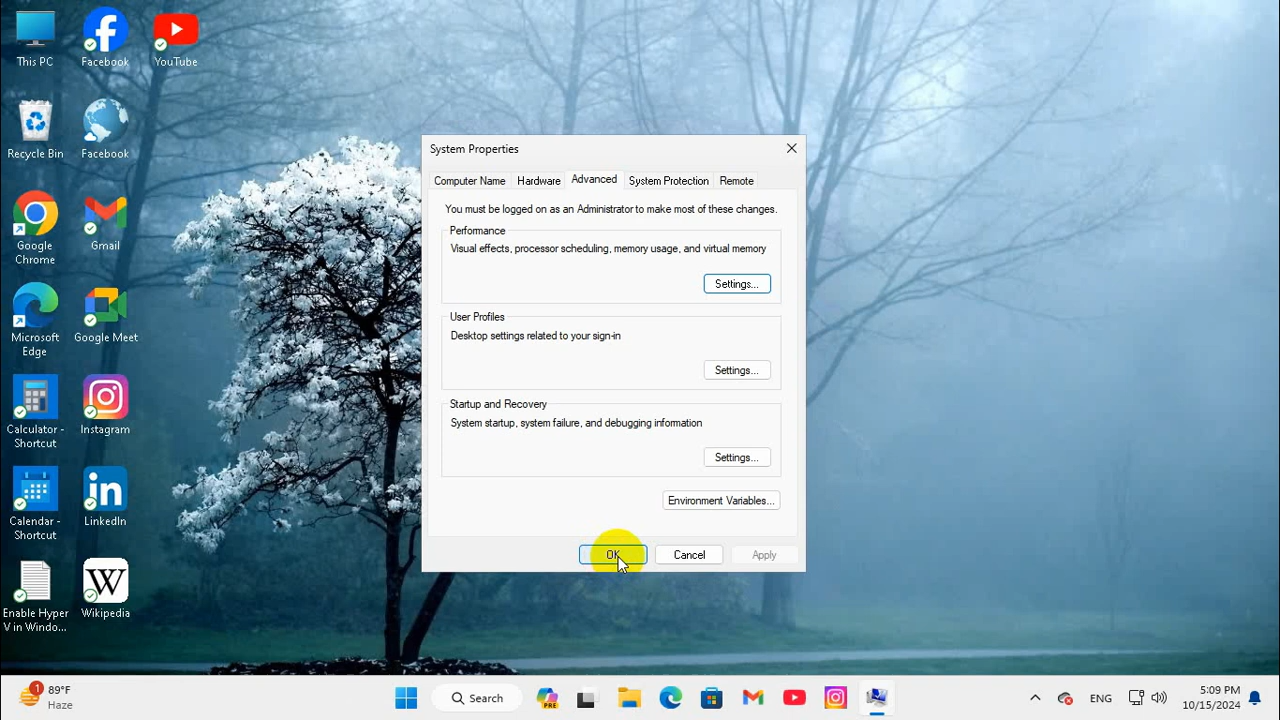 This PC
Facebook
YouTube
Recycle Bin
Facebook
Google
Chrome
Gmail
Microsoft
Edge
Google Meet
Calculator -
Shortcut
Instagram
Calendar -
Shortcut
LinkedIn
Enable Hyper
V in Windo...
Wikipedia
System Properties
Computer Name
Hardware
Advanced
System Protection
Remote
You must be logged on as an Administrator to make most of these changes.
Performance
Visual effects, processor scheduling, memory usage, and virtual memory
Settings...
User Profiles
Desktop settings related to your sign-in
Settings...
Startup and Recovery
System startup, system failure, and debugging information
Settings...
Environment Variables...
OK
Cancel
Apply
1
89°F
Haze
Search
PRE
ENG
5:09 PM
10/15/2024